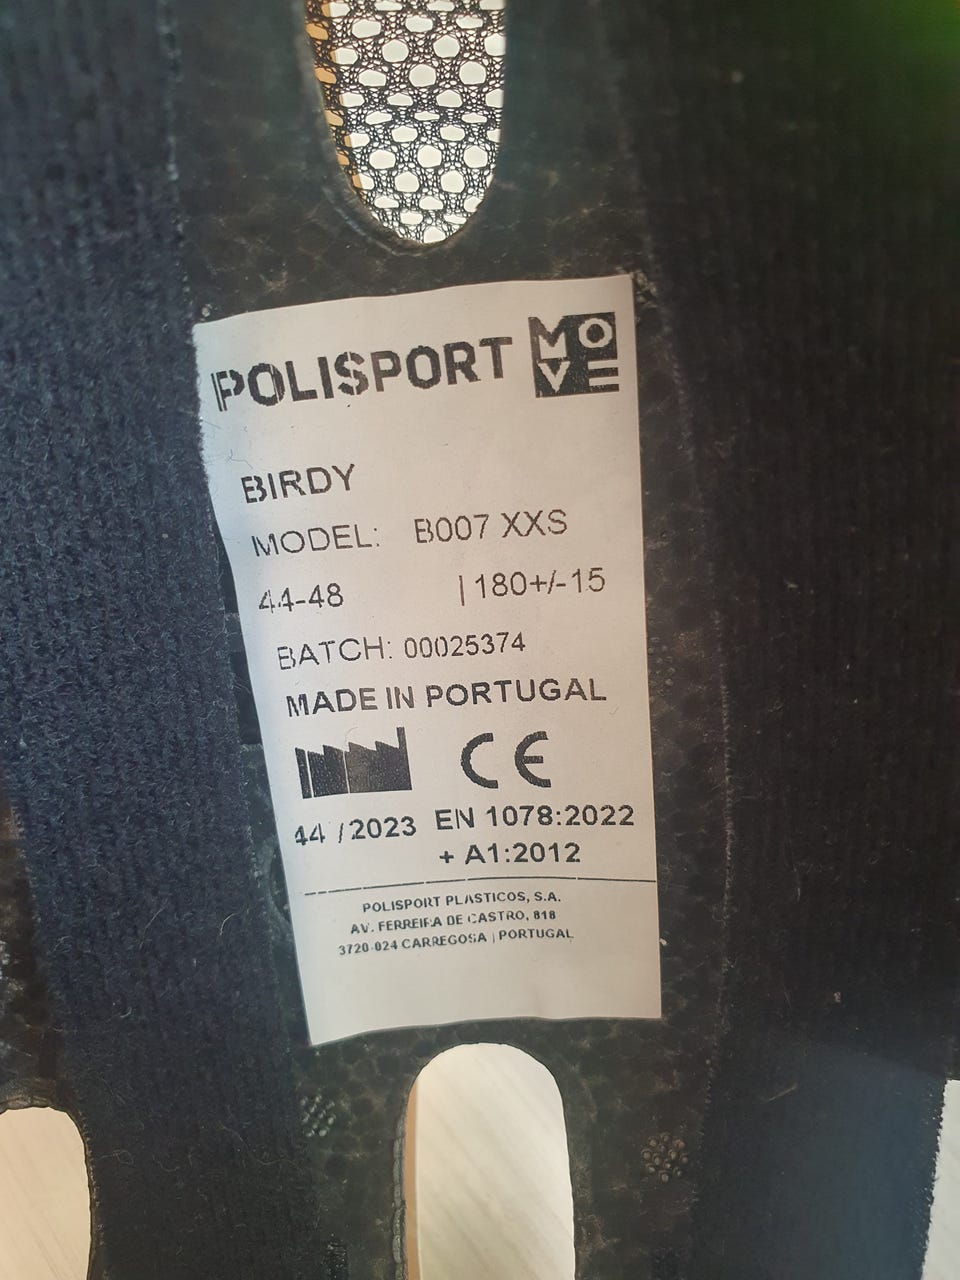 POLISPORT MOVE
BIRDY
MODEL: B007 XXS
44-48 | 180+/-15
BATCH: 00025374
MADE IN PORTUGAL
CE
44 / 2023 EN 1078:2022
+ A1:2012
POLISPORT PLASTICOS, S.A.
AV. FERREIRA DE CASTRO, 818
3720-024 CARREGOSA | PORTUGAL